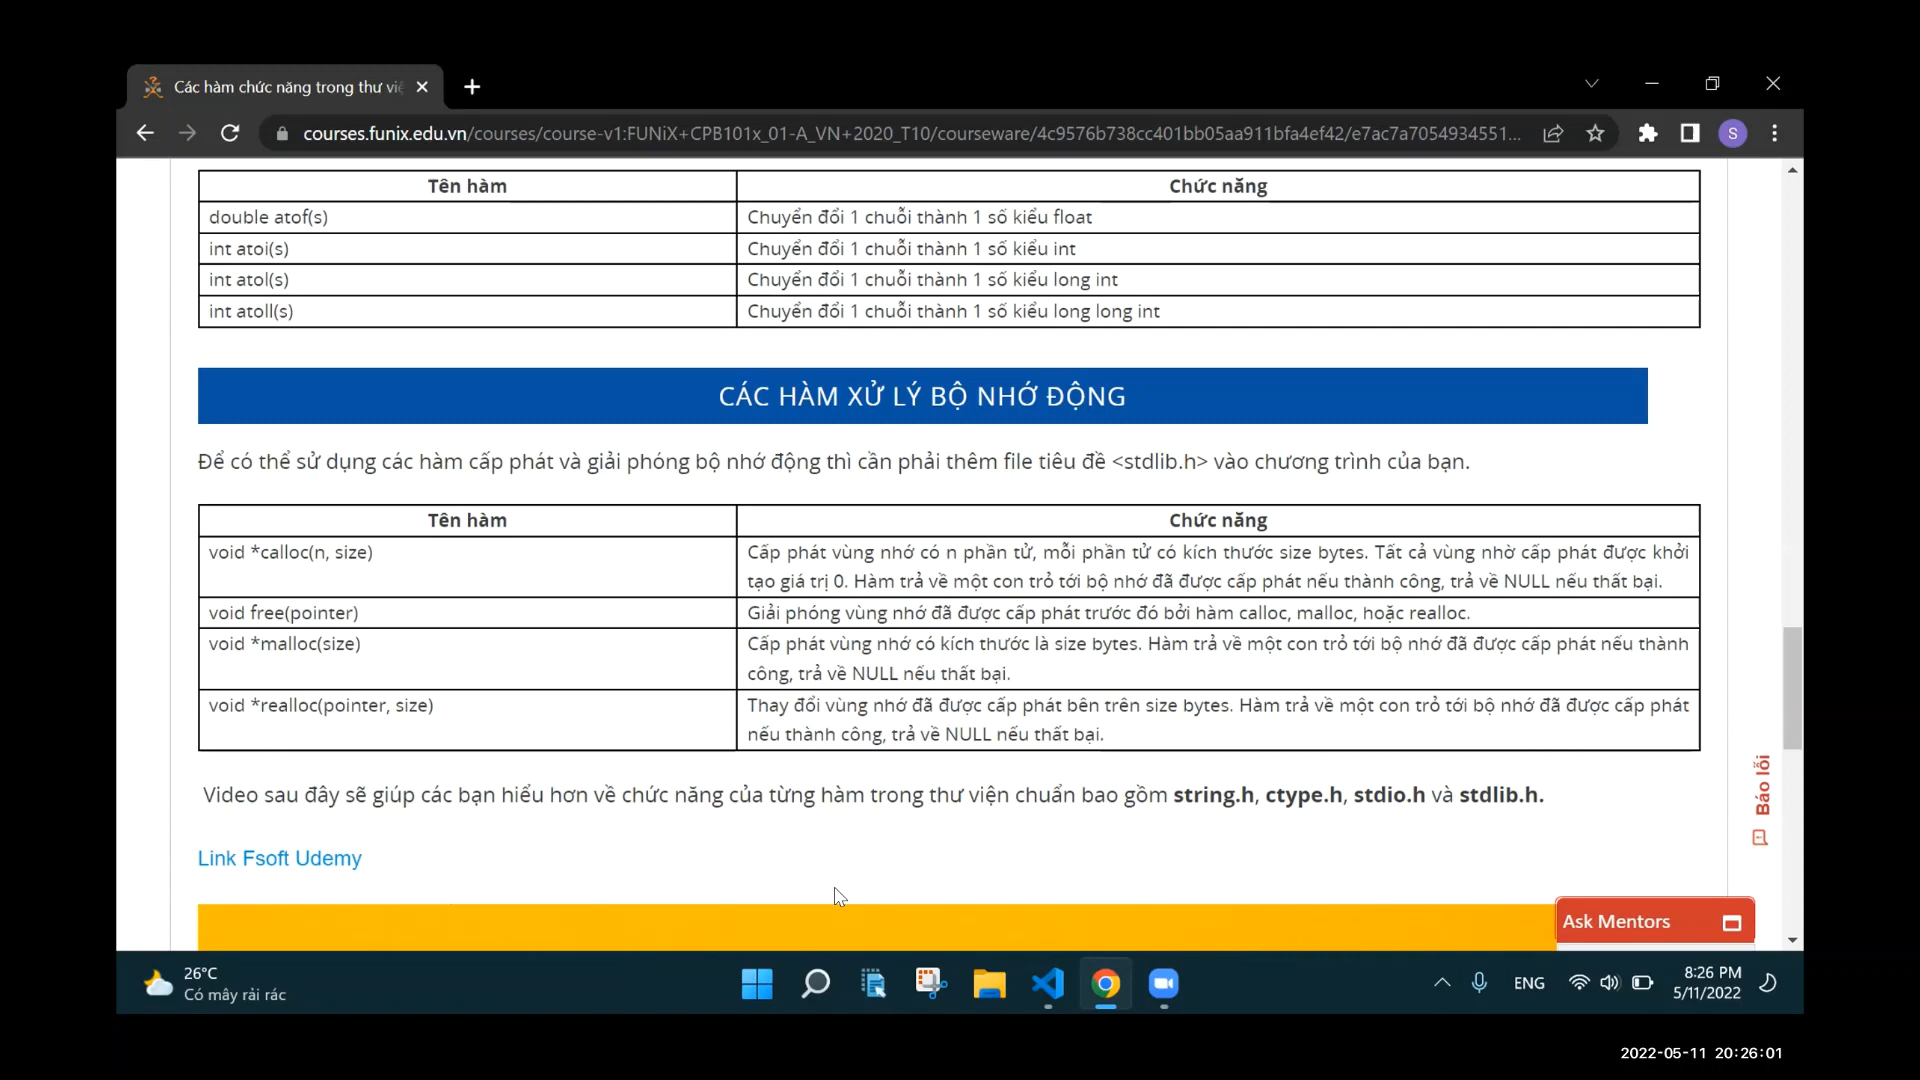 Các hàm chức năng trong thư việ
courses.funix.edu.vn/courses/course-v1:FUNiX+CPB101x_01-A_VN+2020_T10/courseware/4c9576b738cc401bb05aa911bfa4ef42/e7ac7a7054934551...
S
Tên hàm Chức năng
double atof(s) Chuyển đổi 1 chuỗi thành 1 số kiểu float
int atoi(s) Chuyển đổi 1 chuỗi thành 1 số kiểu int
int atol(s) Chuyển đổi 1 chuỗi thành 1 số kiểu long int
int atoll(s) Chuyển đổi 1 chuỗi thành 1 số kiểu long long int
CÁC HÀM XỬ LÝ BỘ NHỚ ĐỘNG
Để có thể sử dụng các hàm cấp phát và giải phóng bộ nhớ động thì cần phải thêm file tiêu đề <stdlib.h> vào chương trình của bạn.
Tên hàm Chức năng
void *calloc(n, size) Cấp phát vùng nhớ có n phần tử, mỗi phần tử có kích thước size bytes. Tất cả vùng nhờ cấp phát được khởi
tạo giá trị 0. Hàm trả về một con trỏ tới bộ nhớ đã được cấp phát nếu thành công, trả về NULL nếu thất bại.
void free(pointer) Giải phóng vùng nhớ đã được cấp phát trước đó bởi hàm calloc, malloc, hoặc realloc.
void *malloc(size) Cấp phát vùng nhớ có kích thước là size bytes. Hàm trả về một con trỏ tới bộ nhớ đã được cấp phát nếu thành
công, trả về NULL nếu thất bại.
void *realloc(pointer, size) Thay đổi vùng nhớ đã được cấp phát bên trên size bytes. Hàm trả về một con trỏ tới bộ nhớ đã được cấp phát
nếu thành công, trả về NULL nếu thất bại.
Video sau đây sẽ giúp các bạn hiểu hơn về chức năng của từng hàm trong thư viện chuẩn bao gồm string.h, ctype.h, stdio.h và stdlib.h.
Báo lỗi
Link Fsoft Udemy
Ask Mentors
26°C
Có mây rải rác
ENG
8:26 PM
5/11/2022
2022-05-11 20:26:01